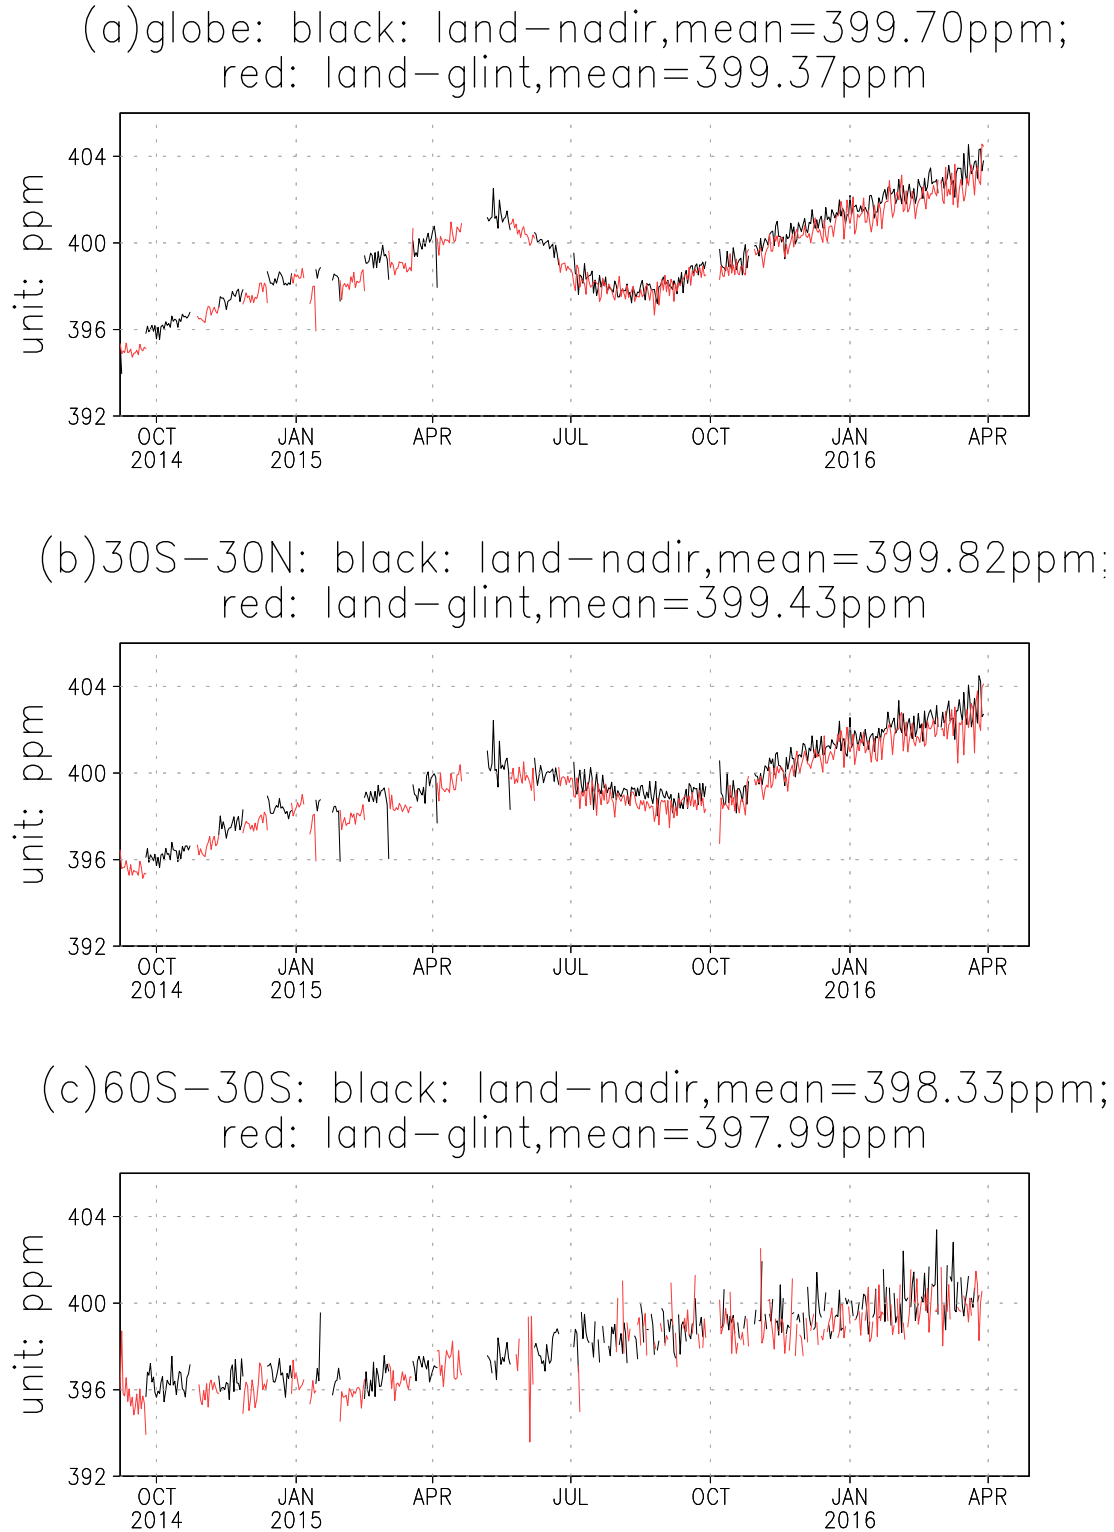 (a)globe: black: land-nadir,mean=399.70ppm;
red: land-glint,mean=399.37ppm
unit: ppm
404
400
396
392
OCT JAN APR JUL OCT JAN APR
2014 2015 2016
(b)30S-30N: black: land-nadir,mean=399.82ppm;
red: land-glint,mean=399.43ppm
unit: ppm
404
400
396
392
OCT JAN APR JUL OCT JAN APR
2014 2015 2016
(c)60S-30S: black: land-nadir,mean=398.33ppm;
red: land-glint,mean=397.99ppm
unit: ppm
404
400
396
392
OCT JAN APR JUL OCT JAN APR
2014 2015 2016